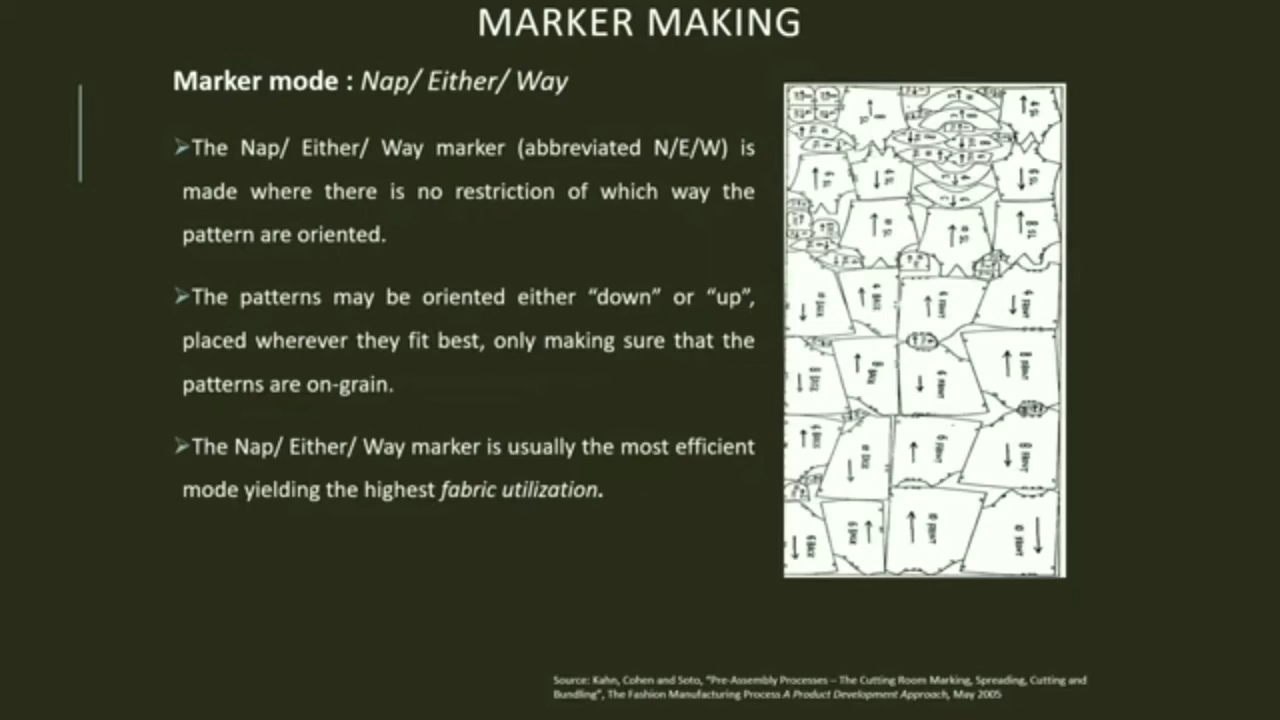 MARKER MAKING
Marker mode : Nap/ Either/ Way
➢The Nap/ Either/ Way marker (abbreviated N/E/W) is
made where there is no restriction of which way the
pattern are oriented.
➢The patterns may be oriented either “down” or “up”,
placed wherever they fit best, only making sure that the
patterns are on-grain.
➢The Nap/ Either/ Way marker is usually the most efficient
mode yielding the highest fabric utilization.
Source: Kahn, Cohen and Soto, “Pre-Assembly Processes – The Cutting Room Marking, Spreading, Cutting and
Bundling”, The Fashion Manufacturing Process A Product Development Approach, May 2005